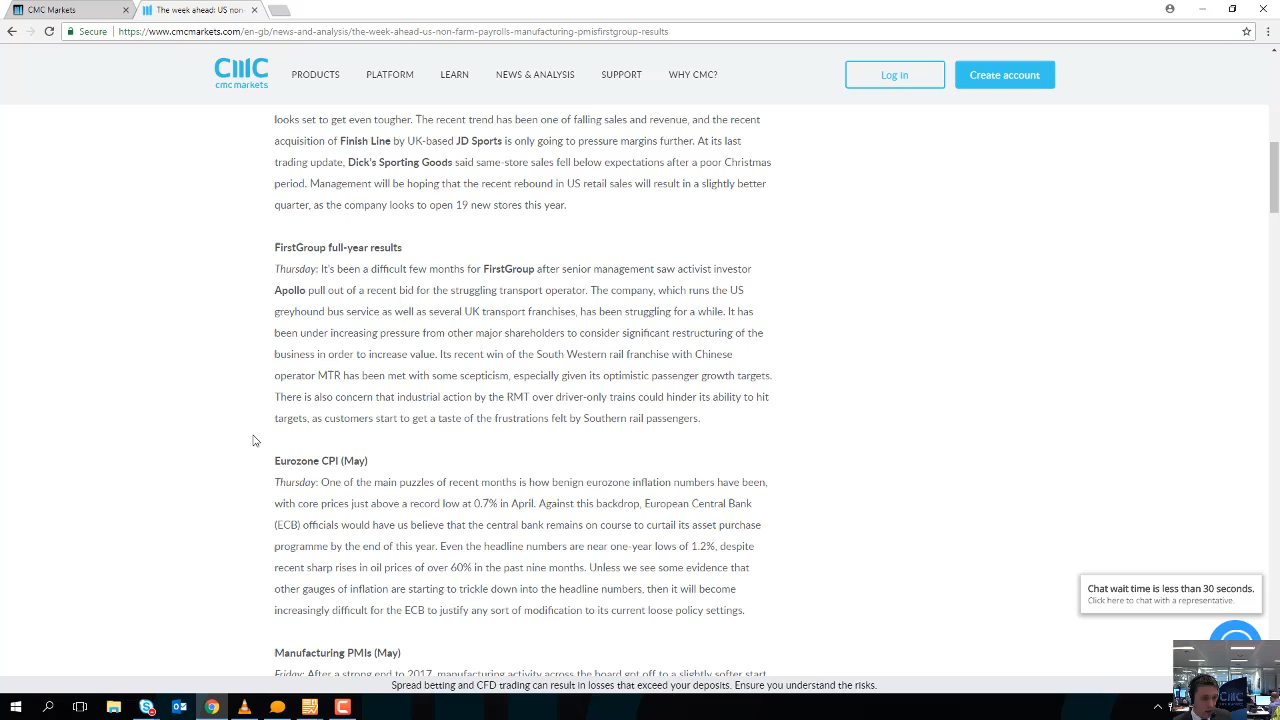 CMC Markets
The week ahead: US non-
Secure
https://www.cmcmarkets.com/en-gb/news-and-analysis/the-week-ahead-us-non-farm-payrolls-manufacturing-pmisfirstgroup-results
cmc markets
PRODUCTS
PLATFORM
LEARN
NEWS & ANALYSIS
SUPPORT
WHY CMC?
Log in
Create account
looks set to get even tougher. The recent trend has been one of falling sales and revenue, and the recent
acquisition of Finish Line by UK-based JD Sports is only going to pressure margins further. At its last
trading update, Dick's Sporting Goods said same-store sales fell below expectations after a poor Christmas
period. Management will be hoping that the recent rebound in US retail sales will result in a slightly better
quarter, as the company looks to open 19 new stores this year.
FirstGroup full-year results
Thursday: It's been a difficult few months for FirstGroup after senior management saw activist investor
Apollo pull out of a recent bid for the struggling transport operator. The company, which runs the US
greyhound bus service as well as several UK transport franchises, has been struggling for a while. It has
been under increasing pressure from other major shareholders to consider significant restructuring of the
business in order to increase value. Its recent win of the South Western rail franchise with Chinese
operator MTR has been met with some scepticism, especially given its optimistic passenger growth targets.
There is also concern that industrial action by the RMT over driver-only trains could hinder its ability to hit
targets, as customers start to get a taste of the frustrations felt by Southern rail passengers.
Eurozone CPI (May)
Thursday: One of the main puzzles of recent months is how benign eurozone inflation numbers have been,
with core prices just above a record low at 0.7% in April. Against this backdrop, European Central Bank
(ECB) officials would have us believe that the central bank remains on course to curtail its asset purchase
programme by the end of this year. Even the headline numbers are near one-year lows of 1.2%, despite
recent sharp rises in oil prices of over 60% in the past nine months. Unless we see some evidence that
other gauges of inflation are starting to trickle down into the headline numbers, then it will become
increasingly difficult for the ECB to justify any sort of modification to its current loose policy settings.
Chat wait time is less than 30 seconds.
Click here to chat with a representative.
Manufacturing PMIs (May)
Friday: After a strong end to 2017, manufacturing activity across the board got off to a slightly softer start
Spread betting and CFD trading can result in losses that exceed your deposits. Ensure you understand the risks.